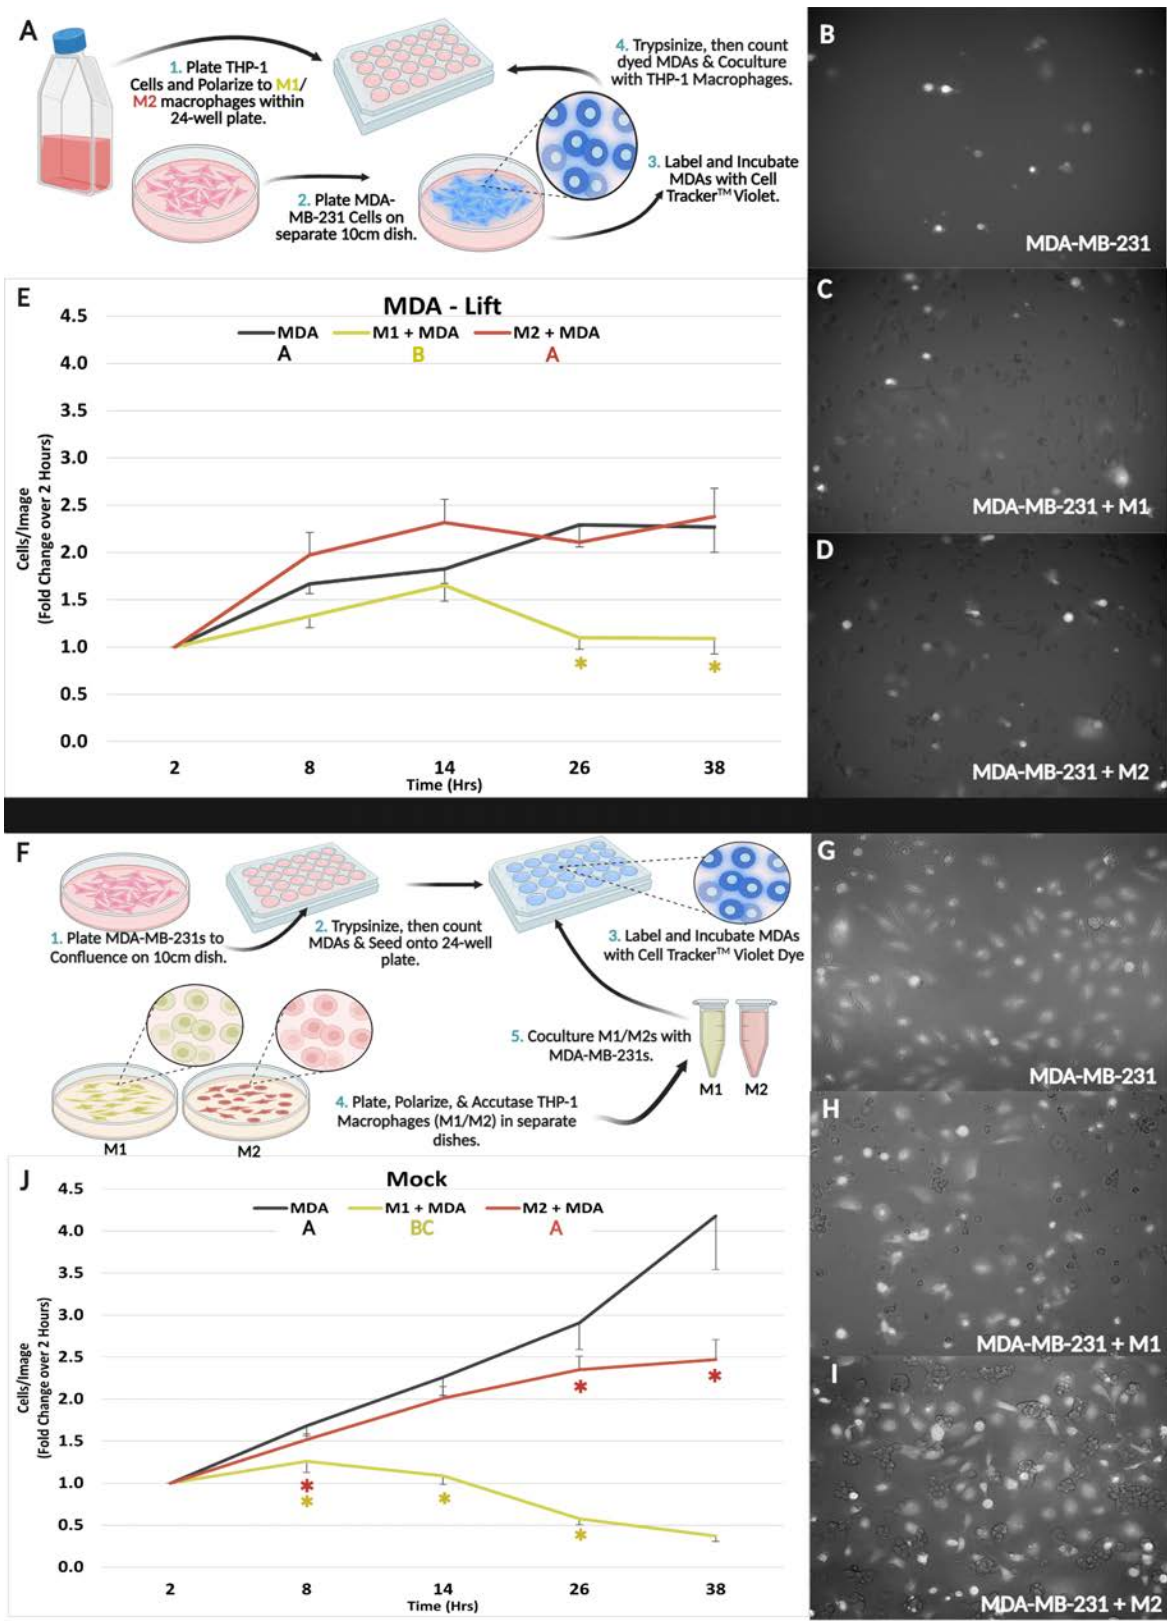 A
1. Plate THP-1
Cells and Polarize to M1/
M2 macrophages within
24-well plate.
4. Trypsinize, then count
dyed MDAs & Coculture
with THP-1 Macrophages.
2. Plate MDA-
MB-231 Cells on
separate 10cm dish.
3. Label and Incubate
MDAs with Cell
Tracker™ Violet.
B
MDA-MB-231
C
MDA-MB-231 + M1
D
MDA-MB-231 + M2
E
MDA - Lift
MDA M1 + MDA M2 + MDA
A B A
Cells/Image
(Fold Change over 2 Hours)
4.5
4.0
3.5
3.0
2.5
2.0
1.5
1.0
0.5
0.0
* *
2 8 14 26 38
Time (Hrs)
F
1. Plate MDA-MB-231s to
Confluence on 10cm dish.
2. Trypsinize, then count
MDAs & Seed onto 24-well
plate.
3. Label and Incubate MDAs
with Cell Tracker™ Violet Dye
5. Coculture M1/M2s with
MDA-MB-231s.
M1 M2
4. Plate, Polarize, & Accutase THP-1
Macrophages (M1/M2) in separate
dishes.
M1 M2
G
MDA-MB-231
H
MDA-MB-231 + M1
I
MDA-MB-231 + M2
J
Mock
MDA M1 + MDA M2 + MDA
A BC A
Cells/Image
(Fold Change over 2 Hours)
4.5
4.0
3.5
3.0
2.5
2.0
1.5
1.0
0.5
0.0
* *
*
* *
*
2 8 14 26 38
Time (Hrs)